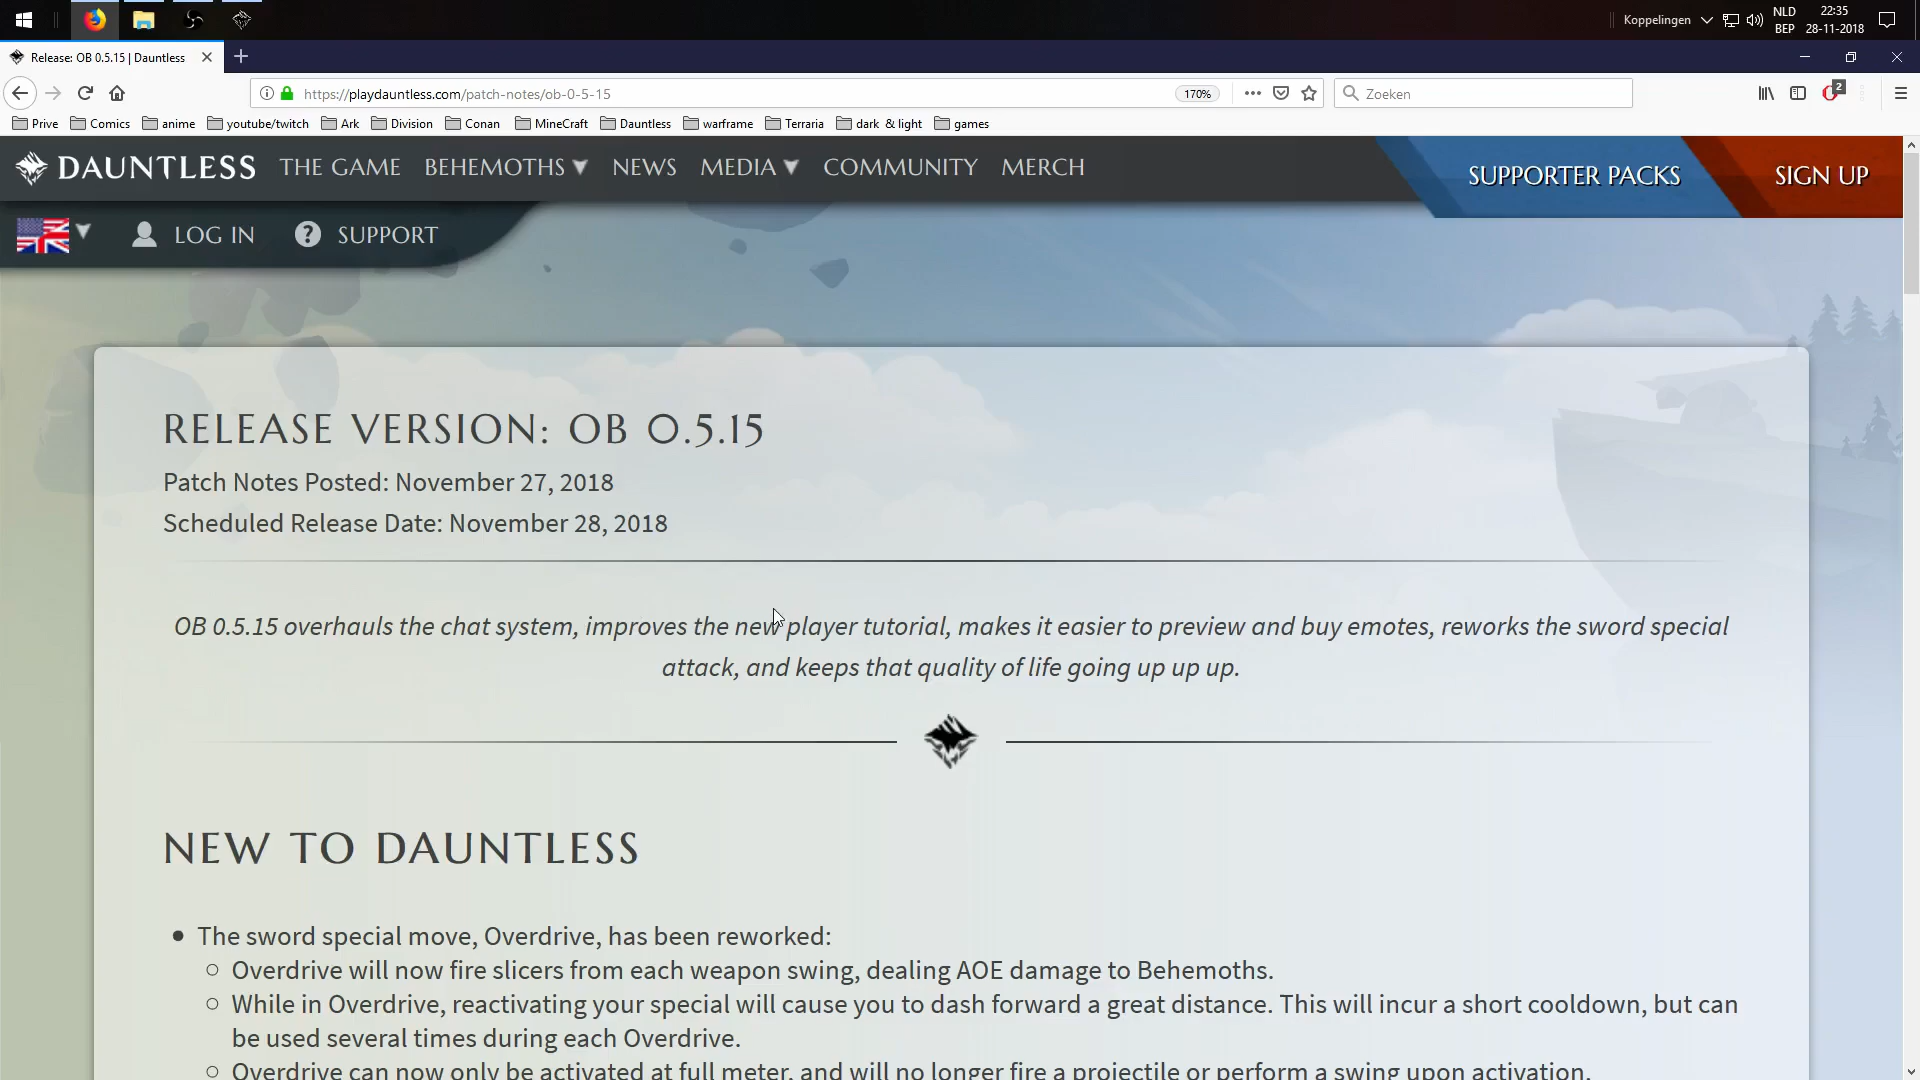 Koppelingen
NLD
BEP
22:35
28-11-2018
Release: OB 0.5.15 | Dauntless
https://playdauntless.com/patch-notes/ob-0-5-15
170%
Zoeken
2
Prive Comics anime youtube/twitch Ark Division Conan MineCraft Dauntless warframe Terraria dark & light games
DAUNTLESS THE GAME BEHEMOTHS NEWS MEDIA COMMUNITY MERCH SUPPORTER PACKS SIGN UP
LOG IN ? SUPPORT
RELEASE VERSION: OB 0.5.15
Patch Notes Posted: November 27, 2018
Scheduled Release Date: November 28, 2018
OB 0.5.15 overhauls the chat system, improves the new player tutorial, makes it easier to preview and buy emotes, reworks the sword special
attack, and keeps that quality of life going up up up.
NEW TO DAUNTLESS
• The sword special move, Overdrive, has been reworked:
○ Overdrive will now fire slicers from each weapon swing, dealing AOE damage to Behemoths.
○ While in Overdrive, reactivating your special will cause you to dash forward a great distance. This will incur a short cooldown, but can
be used several times during each Overdrive.
○ Overdrive can now only be activated at full meter, and will no longer fire a projectile or perform a swing upon activation.